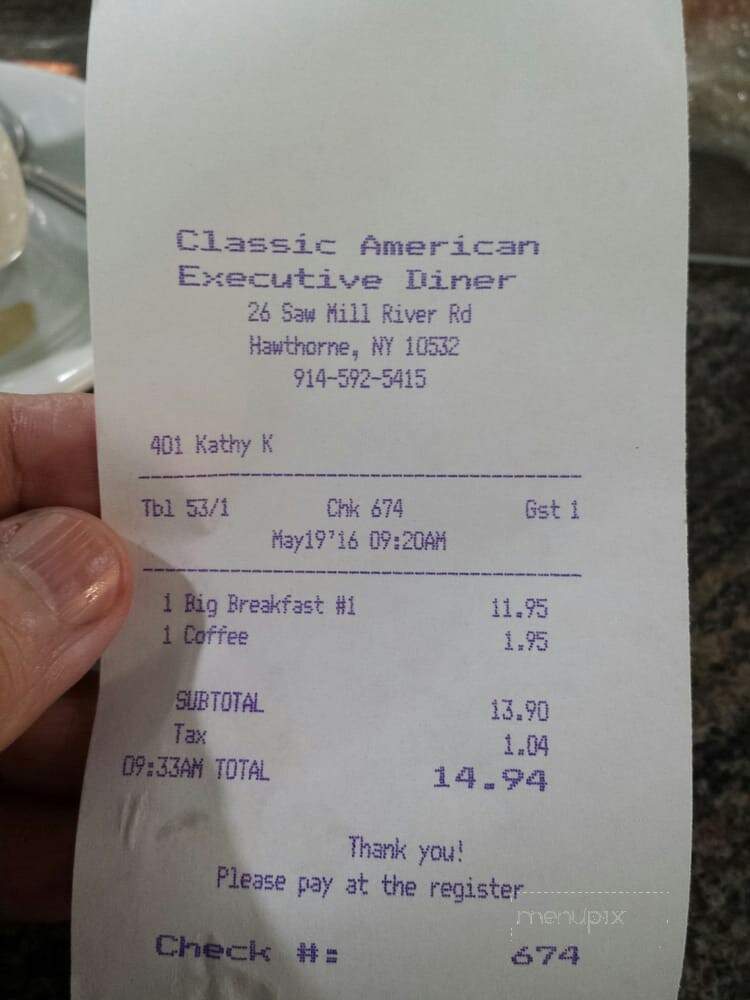 Classic American
Executive Diner
26 Saw Mill River Rd
Hawthorne, NY 10532
914-592-5415
401 Kathy K
Tbl 53/1 Chk 674 Gst 1
May19'16 09:20AM
1 Big Breakfast #1 11.95
1 Coffee 1.95
SUBTOTAL 13.90
Tax 1.04
09:33AM TOTAL 14.94
Thank you!
Please pay at the register
menupix
Check #: 674